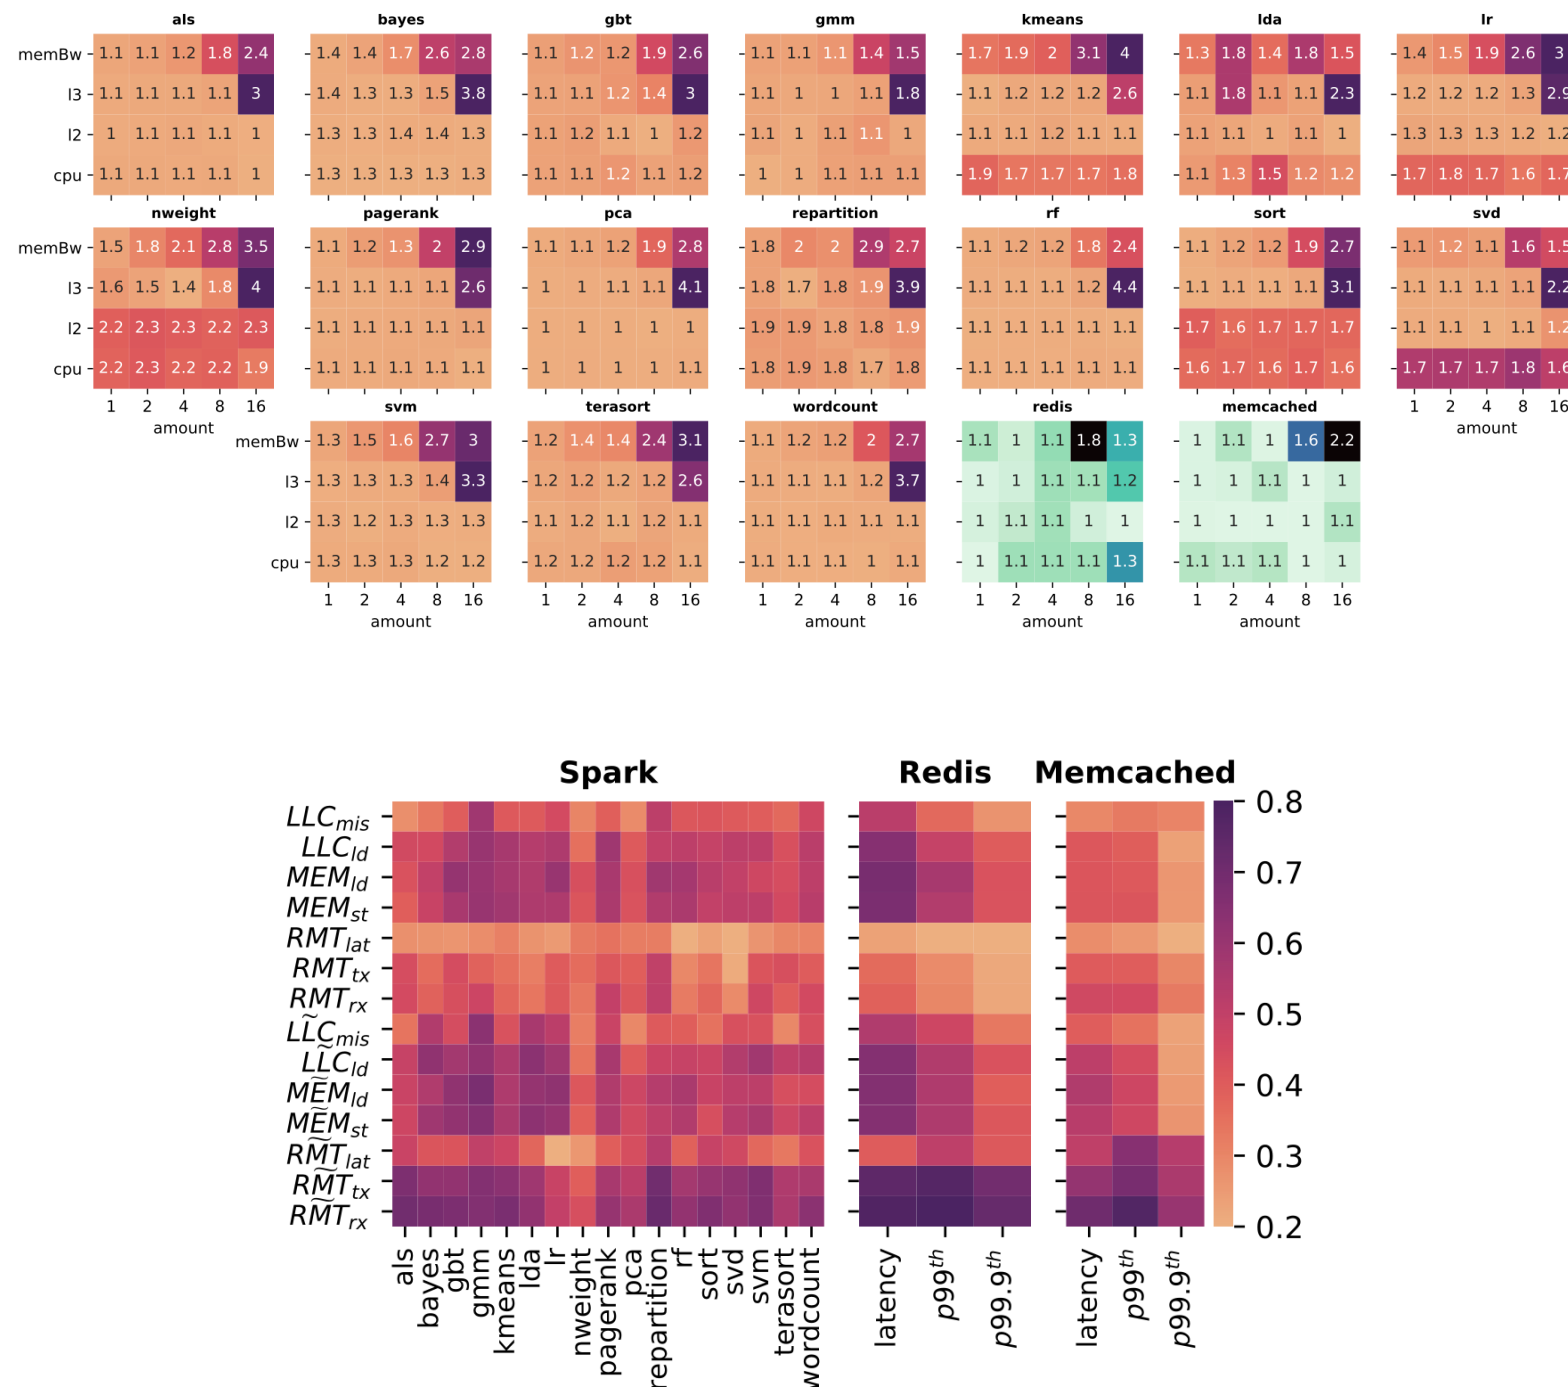 als bayes gbt gmm kmeans lda lr
memBw 1.1 1.1 1.2 1.8 2.4 1.4 1.4 1.7 2.6 2.8 1.1 1.2 1.2 1.9 2.6 1.1 1.1 1.1 1.4 1.5 1.7 1.9 2 3.1 4 1.3 1.8 1.4 1.8 1.5 1.4 1.5 1.9 2.6 3
l3 1.1 1.1 1.1 1.1 3 1.4 1.3 1.3 1.5 3.8 1.1 1.1 1.2 1.4 3 1.1 1 1 1.1 1.8 1.1 1.2 1.2 1.2 2.6 1.1 1.8 1.1 1.1 2.3 1.2 1.2 1.2 1.3 2.9
l2 1 1.1 1.1 1.1 1 1.3 1.3 1.4 1.4 1.3 1.1 1.2 1.1 1 1.2 1.1 1 1.1 1.1 1 1.1 1.1 1.2 1.1 1.1 1.1 1.1 1 1.1 1 1.3 1.3 1.3 1.2 1.2
cpu 1.1 1.1 1.1 1.1 1 1.3 1.3 1.3 1.3 1.3 1.1 1.1 1.2 1.1 1.2 1 1 1.1 1.1 1.1 1.9 1.7 1.7 1.7 1.8 1.1 1.3 1.5 1.2 1.2 1.7 1.8 1.7 1.6 1.7
nweight pagerank pca repartition rf sort svd
memBw 1.5 1.8 2.1 2.8 3.5 1.1 1.2 1.3 2 2.9 1.1 1.1 1.2 1.9 2.8 1.8 2 2 2.9 2.7 1.1 1.2 1.2 1.8 2.4 1.1 1.2 1.2 1.9 2.7 1.1 1.2 1.1 1.6 1.5
l3 1.6 1.5 1.4 1.8 4 1.1 1.1 1.1 1.1 2.6 1 1 1.1 1.1 4.1 1.8 1.7 1.8 1.9 3.9 1.1 1.1 1.1 1.2 4.4 1.1 1.1 1.1 1.1 3.1 1.1 1.1 1.1 1.1 2.2
l2 2.2 2.3 2.3 2.2 2.3 1.1 1.1 1.1 1.1 1.1 1 1 1 1 1 1.9 1.9 1.8 1.8 1.9 1.1 1.1 1.1 1.1 1.1 1.7 1.6 1.7 1.7 1.7 1.1 1.1 1 1.1 1.2
cpu 2.2 2.3 2.2 2.2 1.9 1.1 1.1 1.1 1.1 1.1 1 1 1 1 1.1 1.8 1.9 1.8 1.7 1.8 1.1 1.1 1.1 1.1 1.1 1.6 1.7 1.6 1.7 1.6 1.7 1.7 1.7 1.8 1.6
1 2 4 8 16 1 2 4 8 16
amount amount
svm terasort wordcount redis memcached
memBw 1.3 1.5 1.6 2.7 3 1.2 1.4 1.4 2.4 3.1 1.1 1.2 1.2 2 2.7 1.1 1 1.1 1.8 1.3 1 1.1 1 1.6 2.2
l3 1.3 1.3 1.3 1.4 3.3 1.2 1.2 1.2 1.2 2.6 1.1 1.1 1.1 1.2 3.7 1 1 1.1 1.1 1.2 1 1 1.1 1 1
l2 1.3 1.2 1.3 1.3 1.3 1.1 1.2 1.1 1.2 1.1 1.1 1.1 1.1 1.1 1.1 1 1.1 1.1 1 1 1 1 1 1 1.1
cpu 1.3 1.3 1.3 1.2 1.2 1.2 1.2 1.2 1.2 1.1 1.1 1.1 1.1 1 1.1 1 1.1 1.1 1.1 1.3 1.1 1.1 1.1 1 1
1 2 4 8 16 1 2 4 8 16 1 2 4 8 16 1 2 4 8 16 1 2 4 8 16
amount amount amount amount amount
Spark Redis Memcached
LLC_mis
LLC_ld
MEM_ld
MEM_st
RMT_lat
RMT_tx
RMT_rx
L͠LC_mis
L͠LC_ld
M͠EM_ld
M͠EM_st
R͠MT_lat
R͠MT_tx
R͠MT_rx
0.8
0.7
0.6
0.5
0.4
0.3
0.2
als bayes gbt gmm kmeans lda lr nweight pagerank pca repartition rf sort svd svm terasort wordcount latency p99^th p99.9^th latency p99^th p99.9^th